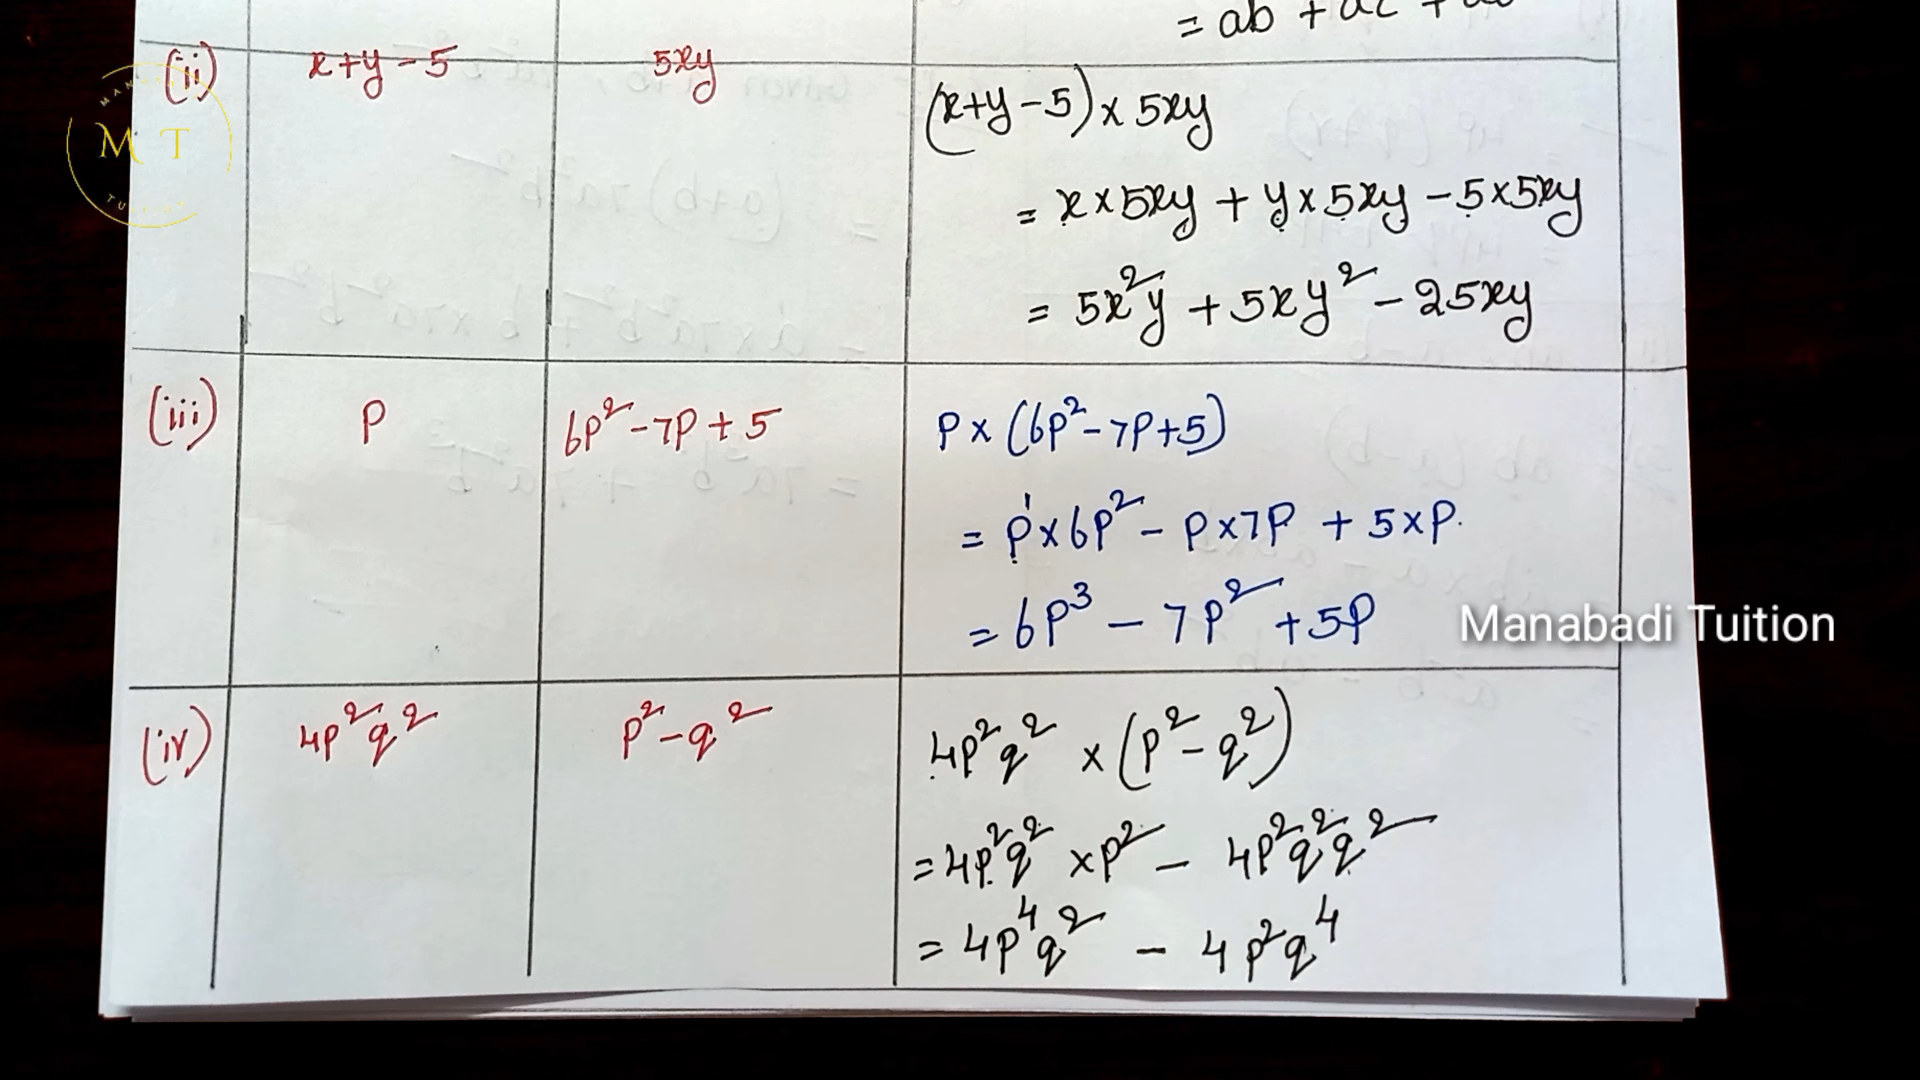 = ab + ac +
(ii) x+y-5 5xy
(x+y-5) × 5xy
= x×5xy + y×5xy - 5×5xy
= 5x²y + 5xy² - 25xy
(iii) P 6P²-7P+5 P×(6P²-7P+5)
= P¹×6P² - P×7P + 5×P.
= 6P³ - 7P² + 5P
Manabadi Tuition
(iv) 4P²q² P²-q² 4P²q² × (P²-q²)
= 4P²q² × P² - 4P²q²q²
= 4P⁴q² - 4P²q⁴
M T
TUITION